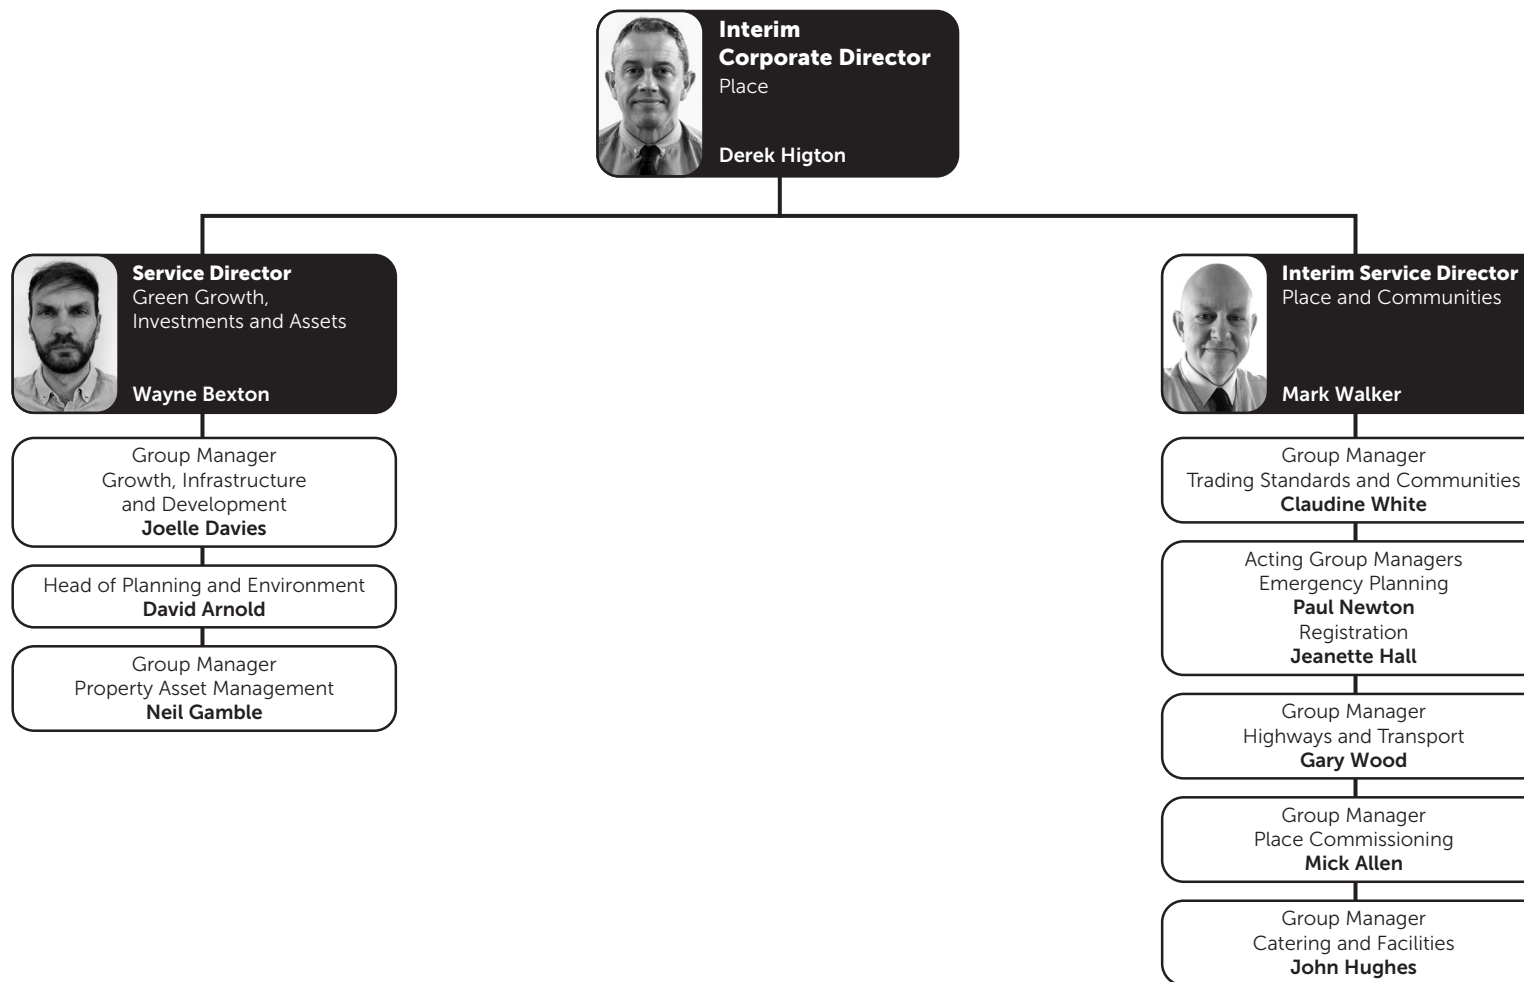 Interim
Corporate Director
Place
Derek Higton
Service Director
Green Growth,
Investments and Assets
Wayne Bexton
Group Manager
Growth, Infrastructure
and Development
Joelle Davies
Head of Planning and Environment
David Arnold
Group Manager
Property Asset Management
Neil Gamble
Interim Service Director
Place and Communities
Mark Walker
Group Manager
Trading Standards and Communities
Claudine White
Acting Group Managers
Emergency Planning
Paul Newton
Registration
Jeanette Hall
Group Manager
Highways and Transport
Gary Wood
Group Manager
Place Commissioning
Mick Allen
Group Manager
Catering and Facilities
John Hughes